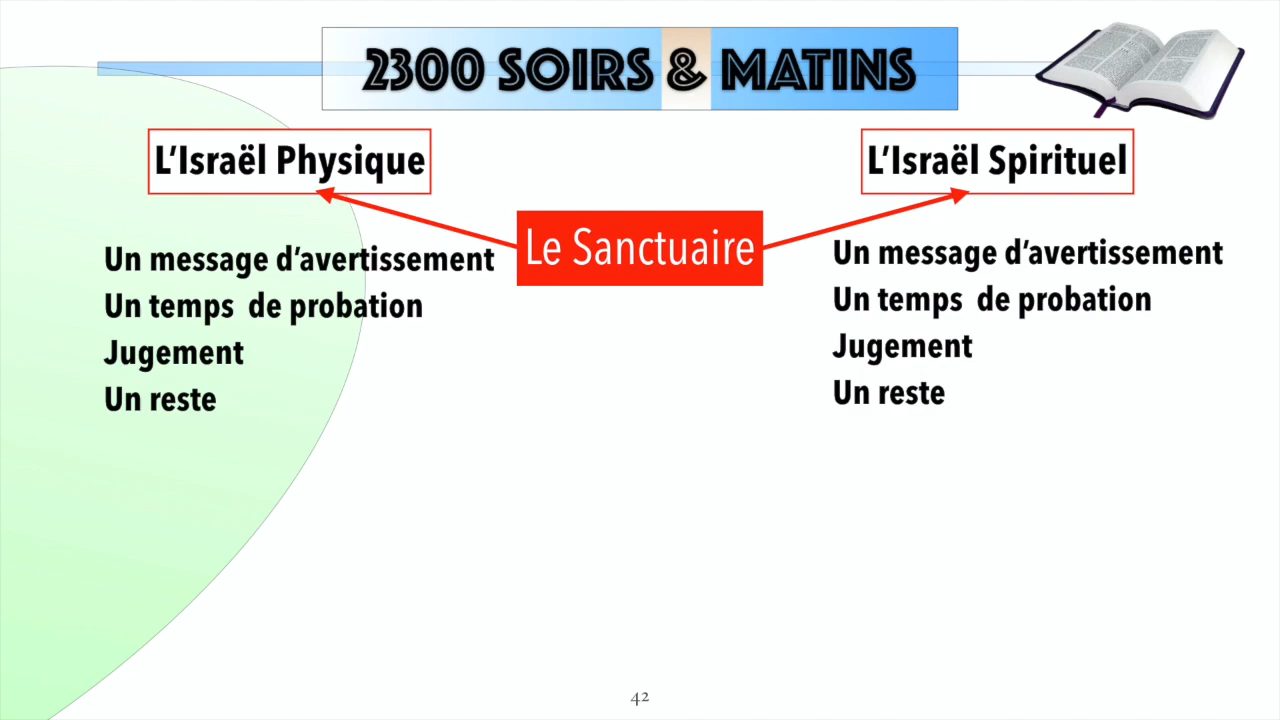 2300 SOIRS & MATINS
L’Israël Physique
L’Israël Spirituel
Le Sanctuaire
Un message d’avertissement
Un temps de probation
Jugement
Un reste
Un message d’avertissement
Un temps de probation
Jugement
Un reste
42